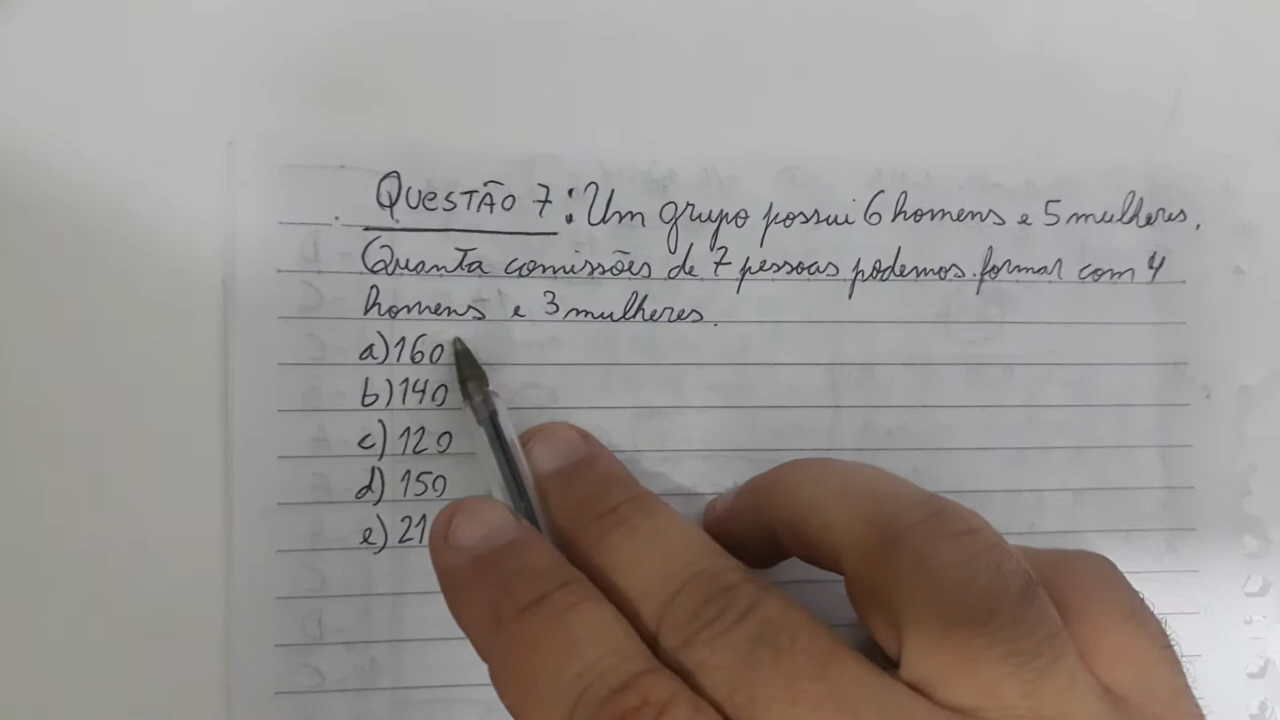 QUESTÃO 7: Um grupo possui 6 homens e 5 mulheres.
Quanta comissões de 7 pessoas podemos formar com 4
homens e 3 mulheres.
a) 160
b) 140
c) 120
d) 150
e) 21